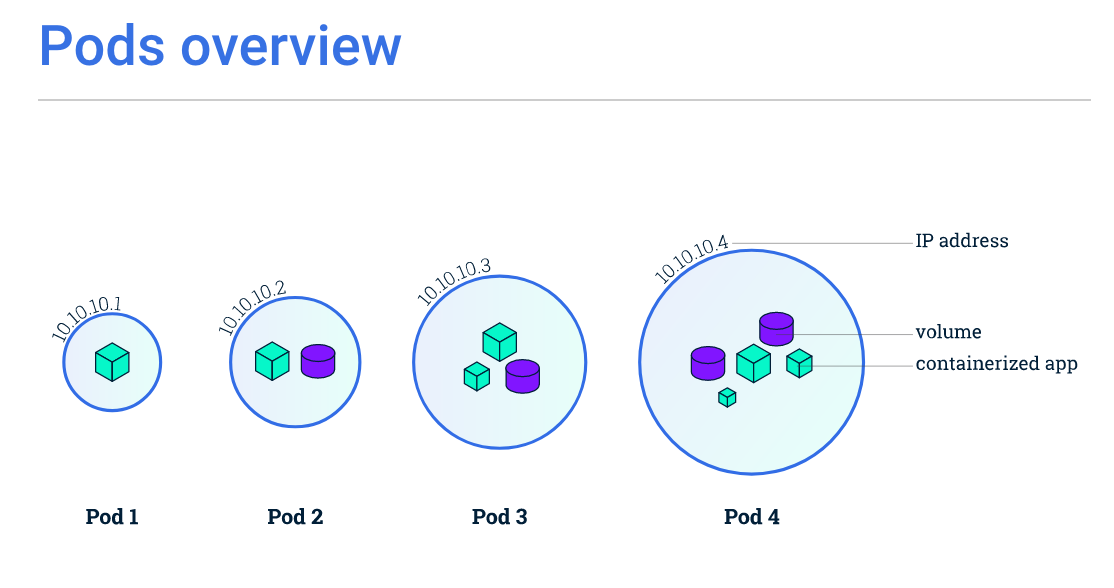 Pods overview
10.10.10.1
10.10.10.2
10.10.10.3
10.10.10.4
IP address
volume
containerized app
Pod 1
Pod 2
Pod 3
Pod 4